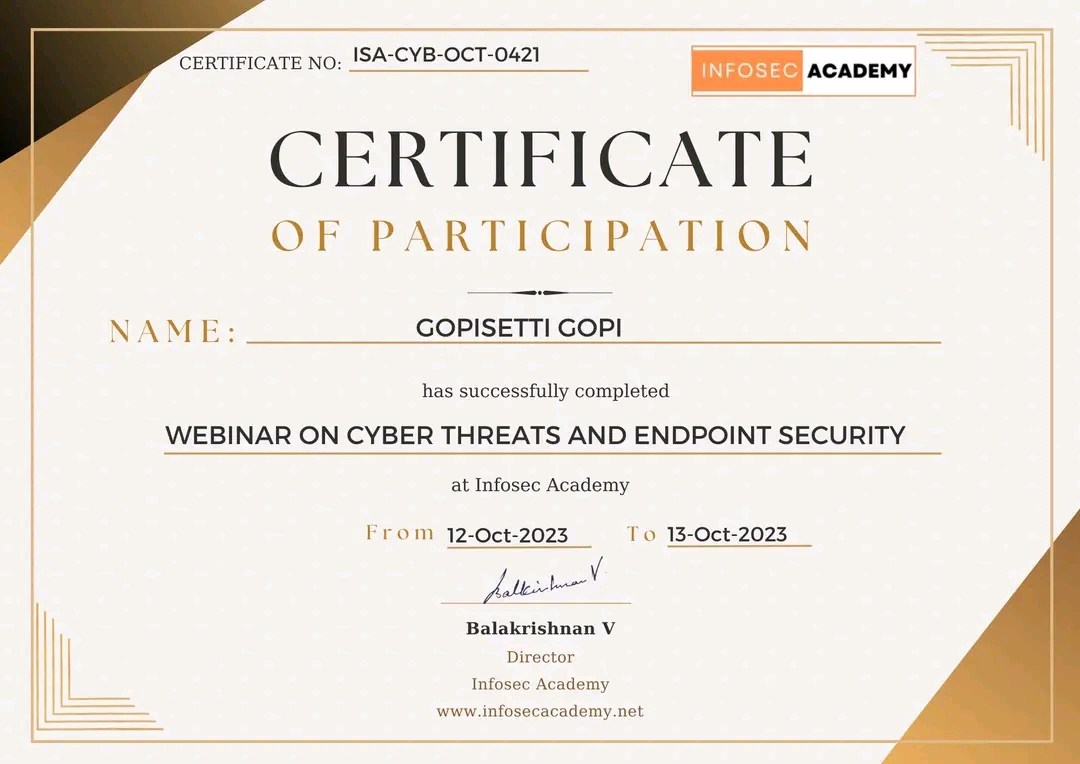 CERTIFICATE NO: ISA-CYB-OCT-0421
INFOSEC ACADEMY
CERTIFICATE
OF PARTICIPATION
NAME: GOPISETTI GOPI
has successfully completed
WEBINAR ON CYBER THREATS AND ENDPOINT SECURITY
at Infosec Academy
From 12-Oct-2023 To 13-Oct-2023
Balakrishnan V
Director
Infosec Academy
www.infosecacademy.net